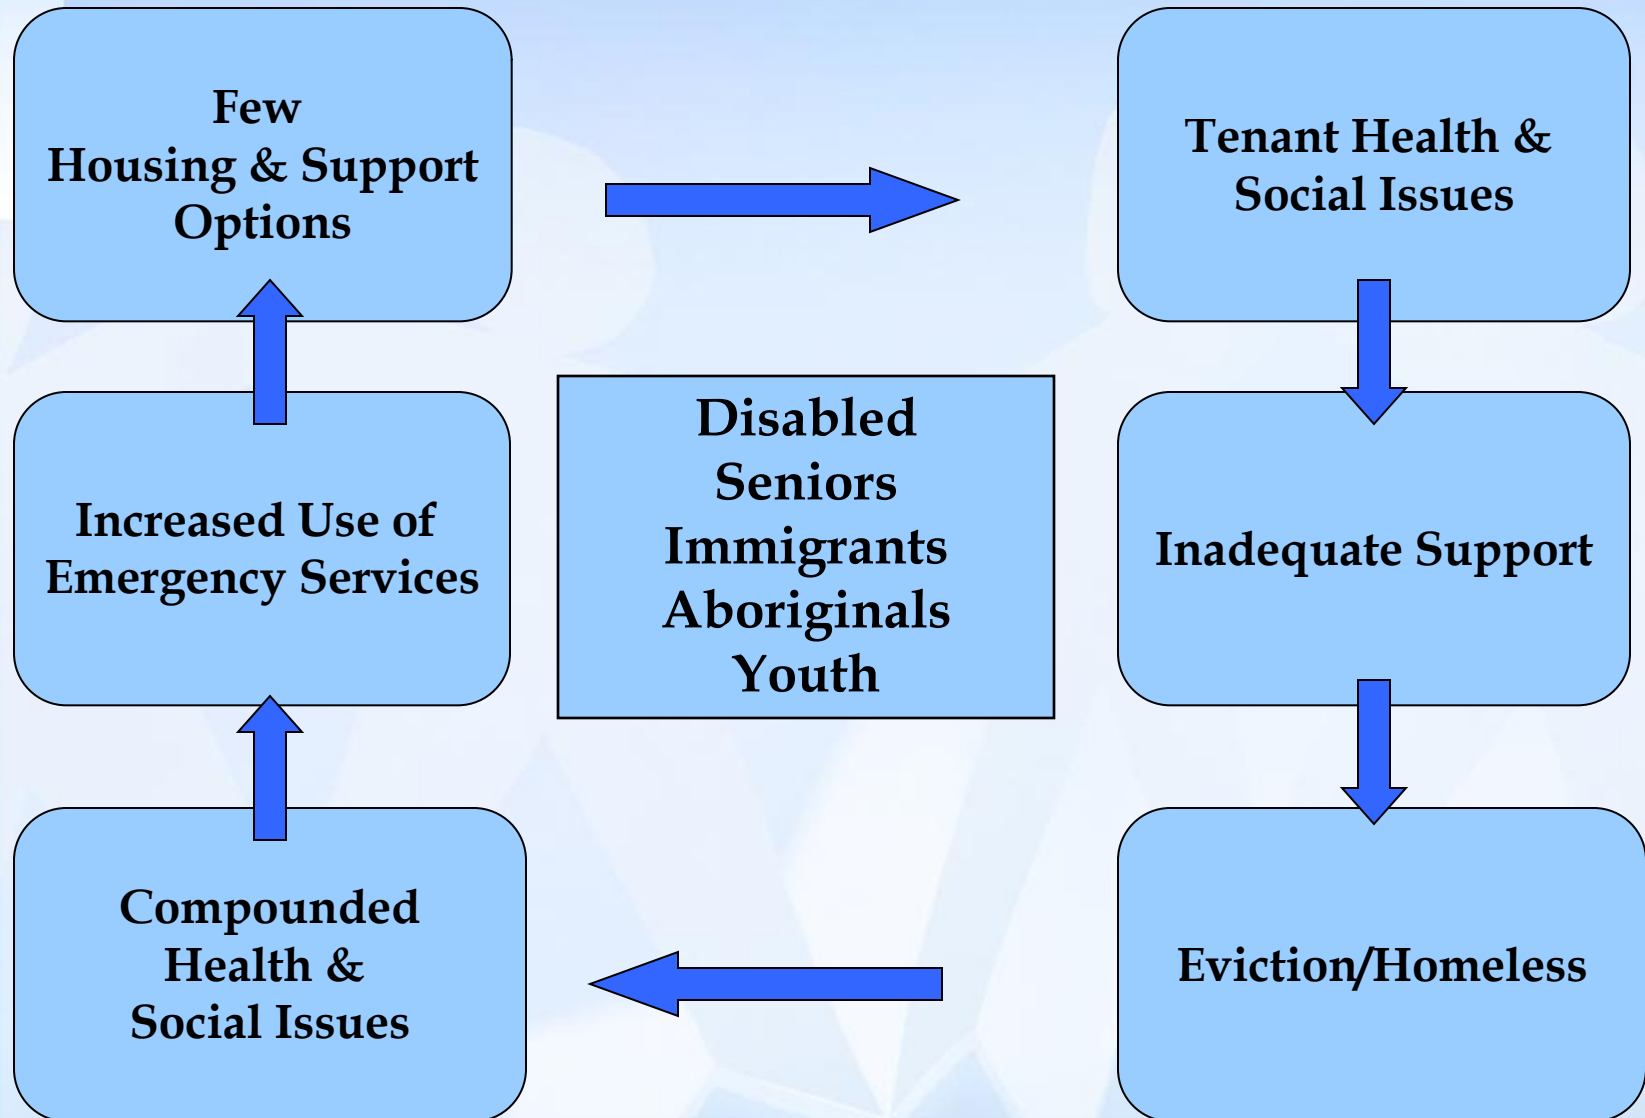 Few
Housing & Support
Options
Tenant Health &
Social Issues
Increased Use of
Emergency Services
Disabled
Seniors
Immigrants
Aboriginals
Youth
Inadequate Support
Compounded
Health &
Social Issues
Eviction/Homeless